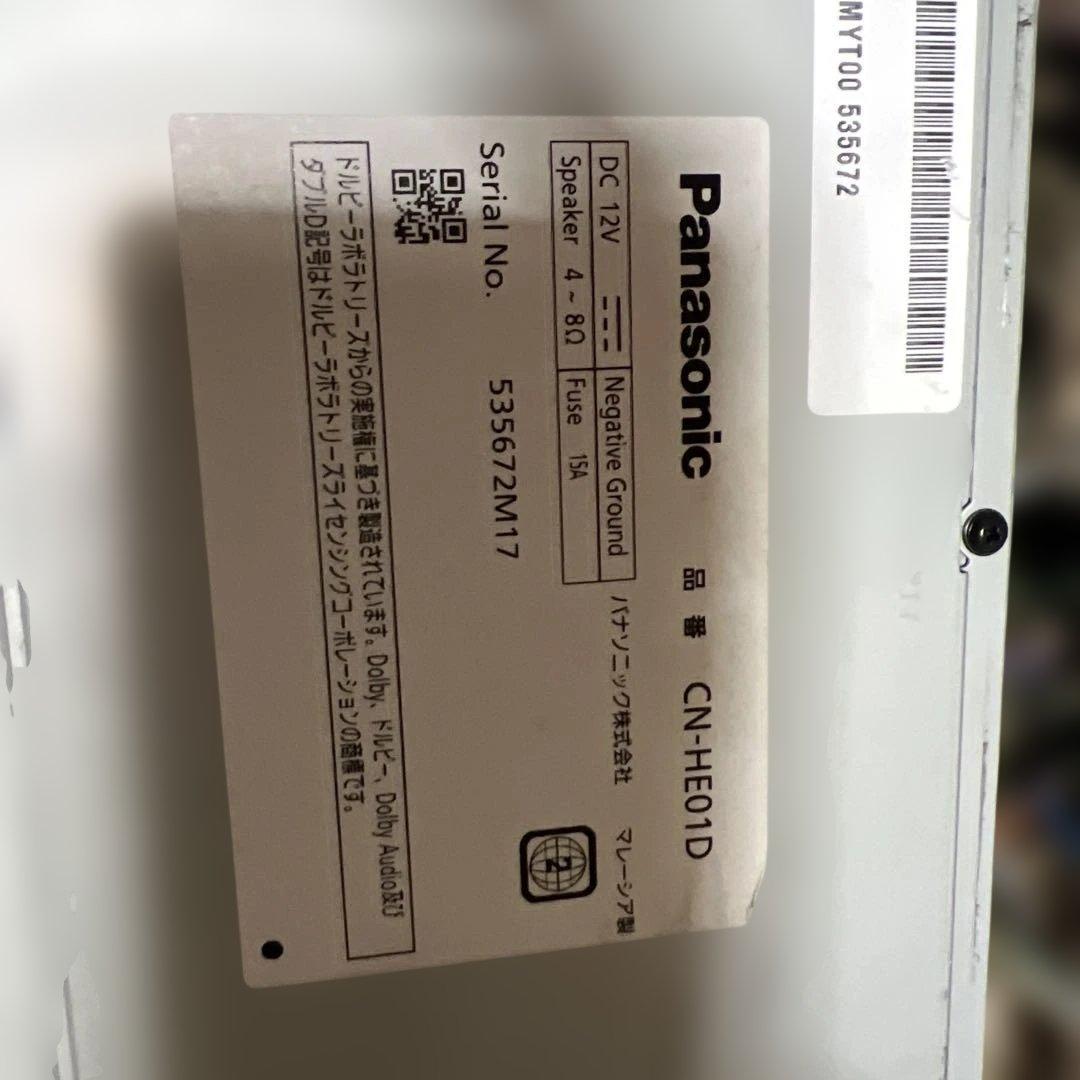 MYT00 535672
Panasonic 品番 CN-HE01D
DC 12V Negative Ground
Speaker 4~8Ω Fuse 15A
パナソニック株式会社 マレーシア製
Serial No. 535672M17
2
ドルビーラボラトリーズからの実施権に基づき製造されています。Dolby、ドルビー、Dolby Audio及び
ダブルD記号はドルビーラボラトリーズライセンシングコーポレーションの商標です。